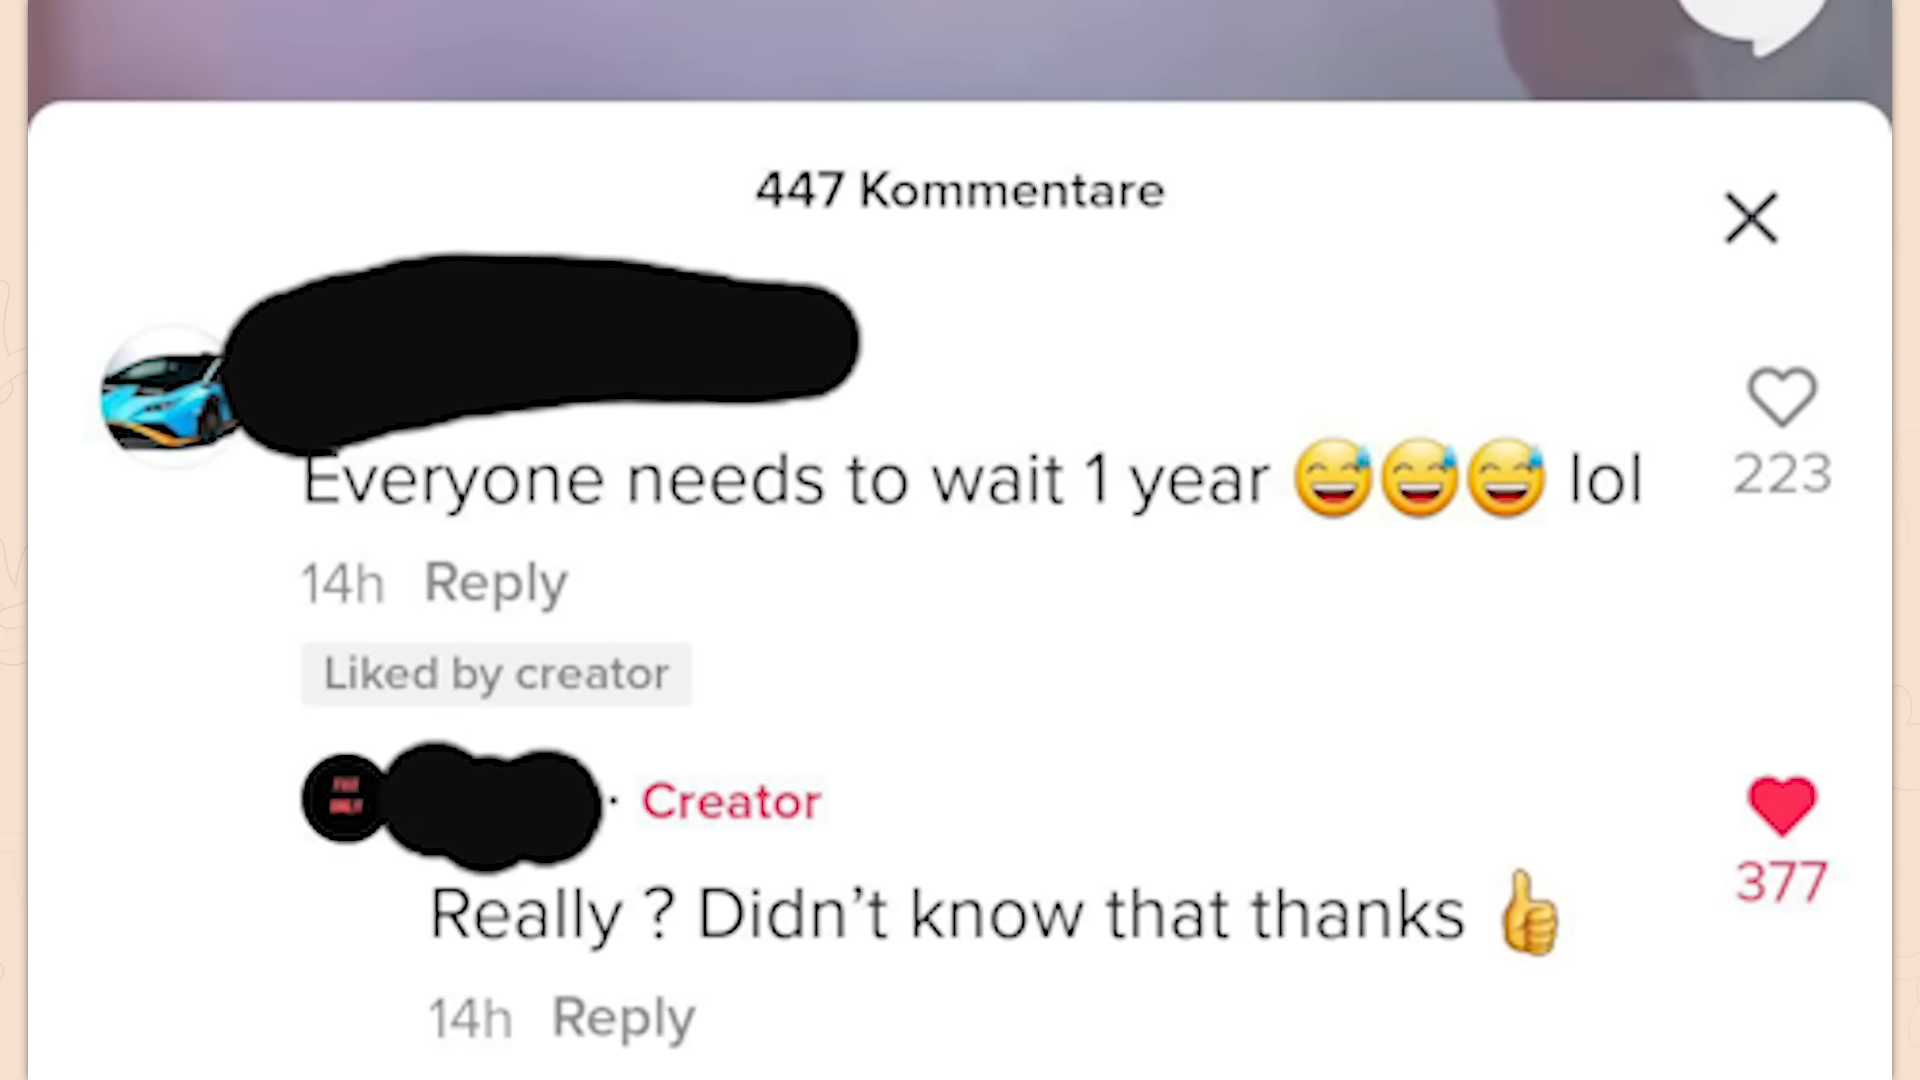 447 Kommentare
Everyone needs to wait 1 year 😅😅😅 lol
223
14h Reply
Liked by creator
· Creator
377
Really ? Didn't know that thanks 👍
14h Reply